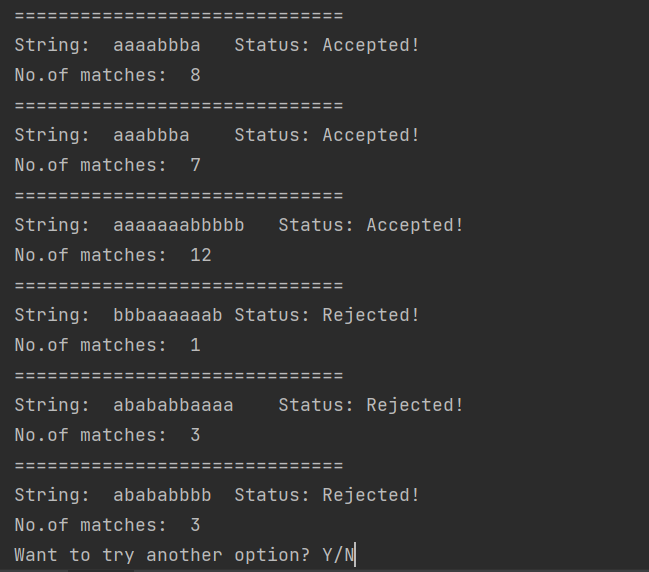 ==============================
String:  aaaabbba   Status: Accepted!
No.of matches:  8
==============================
String:  aaabbba    Status: Accepted!
No.of matches:  7
==============================
String:  aaaaaaabbbbb   Status: Accepted!
No.of matches:  12
==============================
String:  bbbaaaaaab Status: Rejected!
No.of matches:  1
==============================
String:  abababbaaaa    Status: Rejected!
No.of matches:  3
==============================
String:  abababbbb  Status: Rejected!
No.of matches:  3
Want to try another option? Y/N